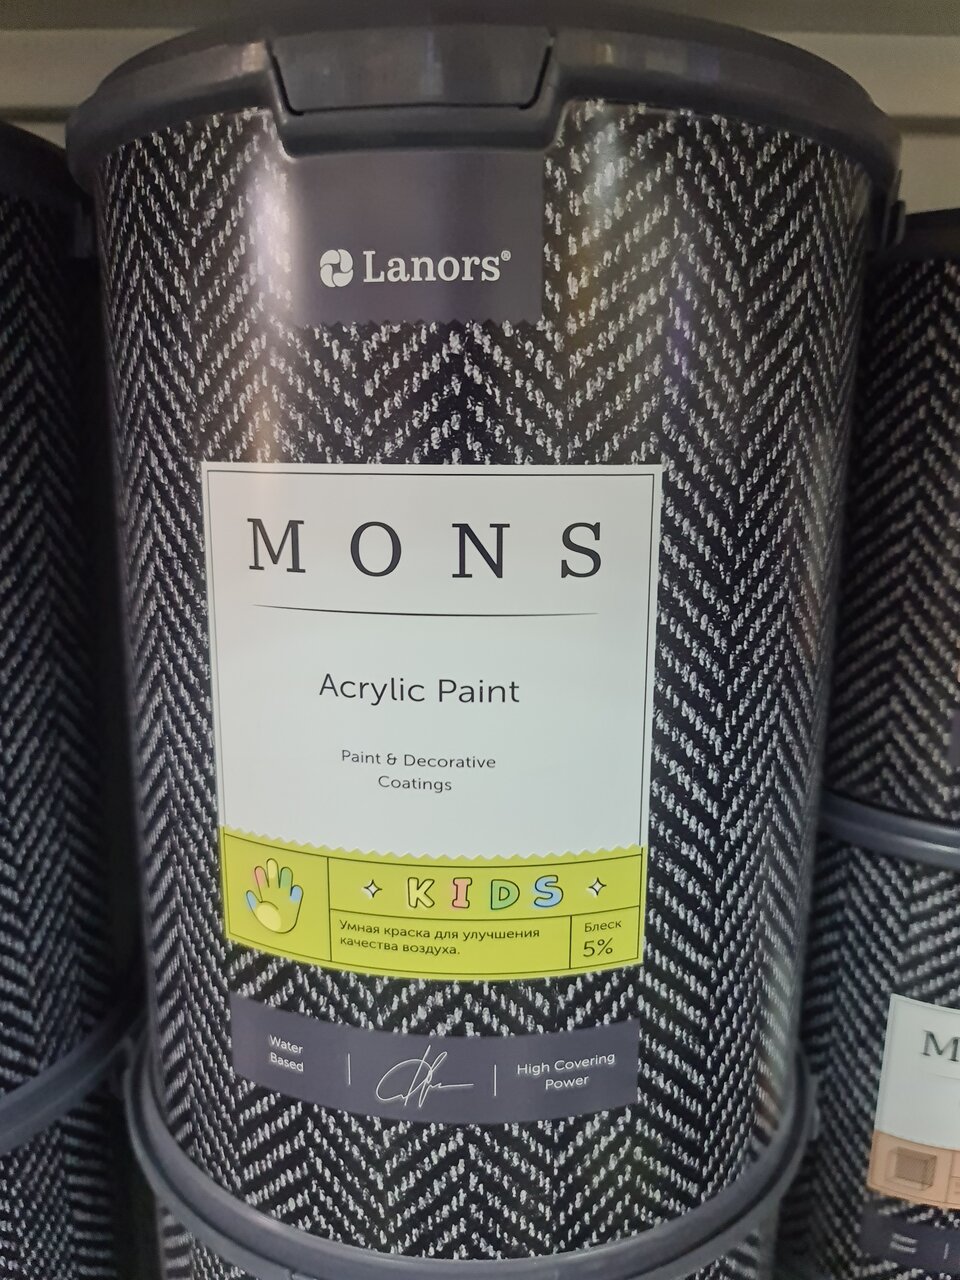 Lanors®
MONS
Acrylic Paint
Paint & Decorative
Coatings
KIDS
Умная краска для улучшения
качества воздуха.
Блеск
5%
Water
Based
High Covering
Power
M